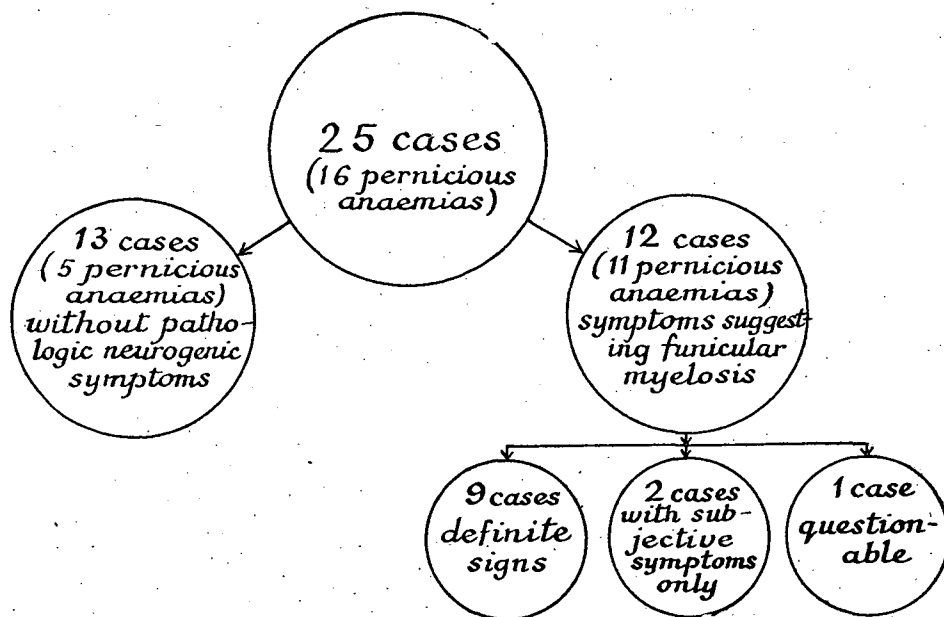 25 cases
(16 pernicious
anaemias)
13 cases
(5 pernicious
anaemias)
without patho-
logic neurogenic
symptoms
12 cases
(11 pernicious
anaemias)
symptoms suggest-
ing funicular
myelosis
9 cases
definite
signs
2 cases
with sub-
jective
symptoms
only
1 case
question-
able